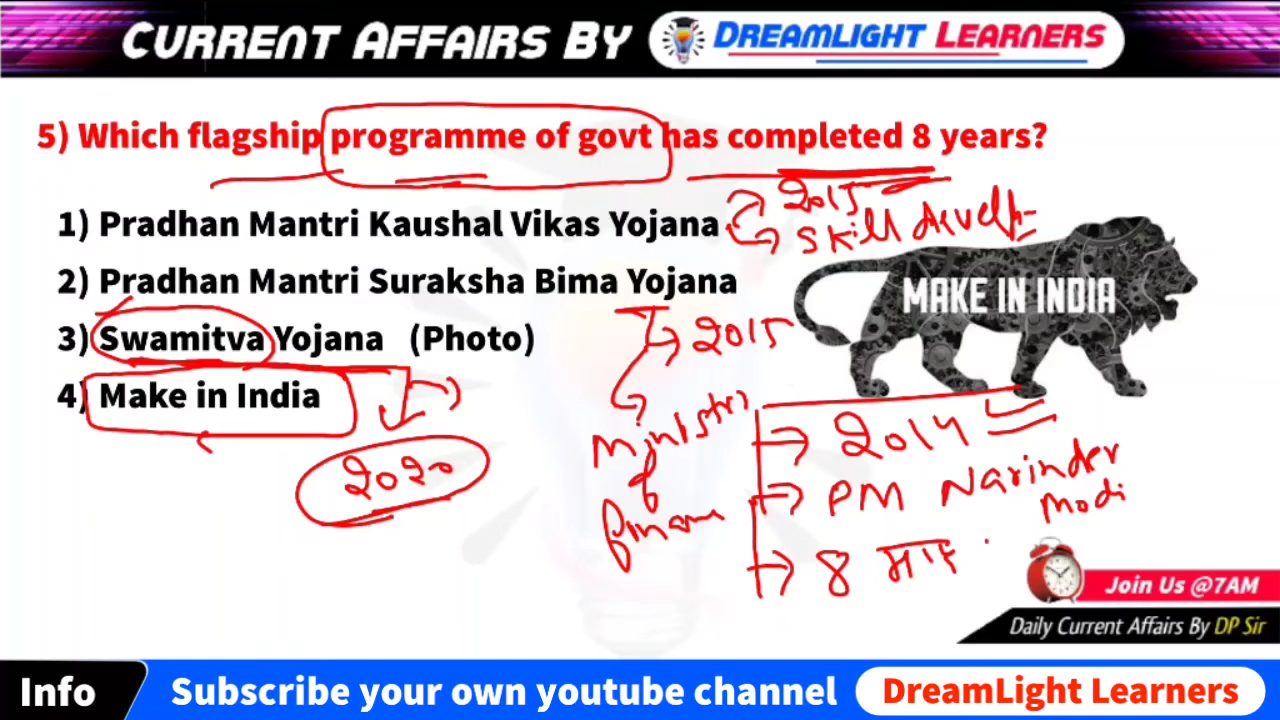 CURRENT AFFAIRS BY DREAMLIGHT LEARNERS
5) Which flagship programme of govt has completed 8 years?
1) Pradhan Mantri Kaushal Vikas Yojana
2015
Skill
2) Pradhan Mantri Suraksha Bima Yojana
2015
Ministry
of
3) Swamitva Yojana (Photo)
4) Make in India
2020
MAKE IN INDIA
2014
PM Narinder
Modi
8
Join Us @7AM
Daily Current Affairs By DP Sir
Info
Subscribe your own youtube channel
DreamLight Learners